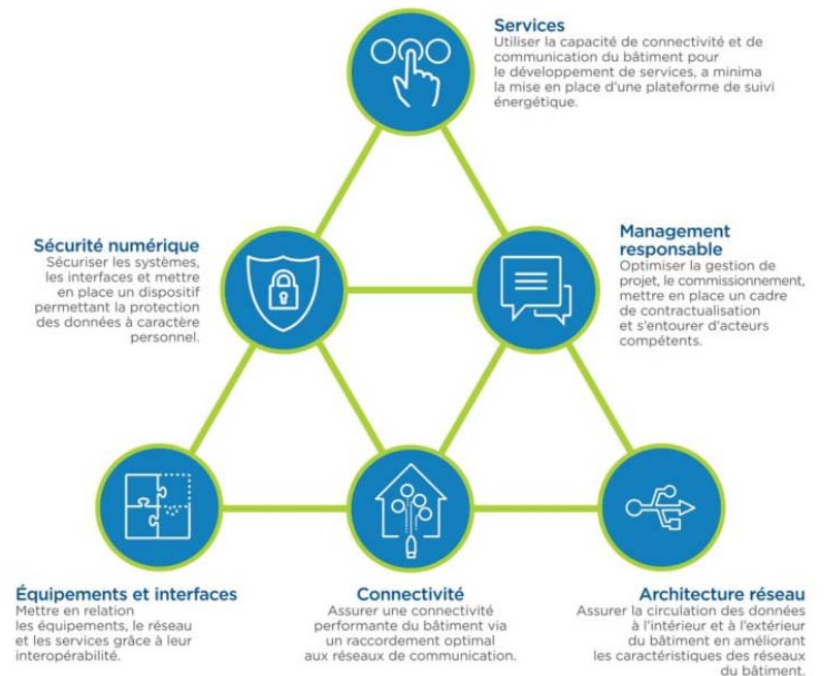 Services
Utiliser la capacité de connectivité et de
communication du bâtiment pour
le développement de services, a minima
la mise en place d'une plateforme de suivi
énergétique.
Sécurité numérique
Sécuriser les systèmes,
les interfaces et mettre
en place un dispositif
permettant la protection
des données à caractère
personnel.
Management
responsable
Optimiser la gestion de
projet, le commissionnement,
mettre en place un cadre
de contractualisation
et s'entourer d'acteurs
compétents.
Équipements et interfaces
Mettre en relation
les équipements, le réseau
et les services grâce à leur
interopérabilité.
Connectivité
Assurer une connectivité
performante du bâtiment via
un raccordement optimal
aux réseaux de communication.
Architecture réseau
Assurer la circulation des données
à l'intérieur et à l'extérieur
du bâtiment en améliorant
les caractéristiques des réseaux
du bâtiment.